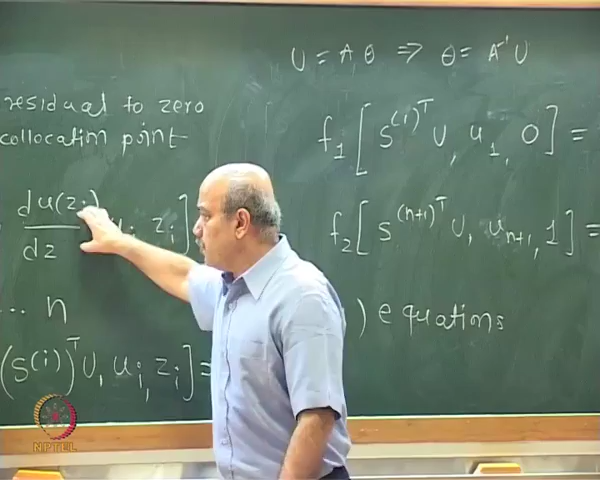 U = A θ ⇒ θ = A⁻¹ U
residual to zero
collocation point
f₁[ S⁽ⁱ⁾ᵀ U, u₁, 0 ] =
du(zᵢ)
dz
uᵢ, zᵢ ]
f₂[ S⁽ⁿ⁺¹⁾ᵀ U, uₙ₊₁, 1 ] =
... n
) equations
(S⁽ⁱ⁾)ᵀ U, uᵢ, zᵢ ] =
NPTEL